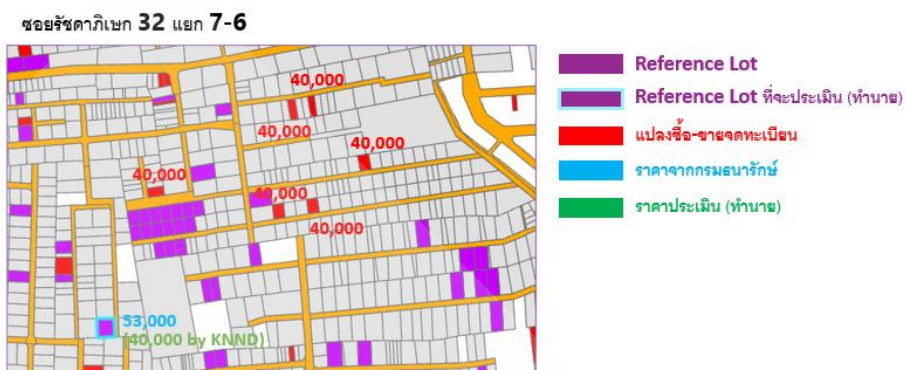 ซอยรัชดาภิเษก 32 แยก 7-6
40,000
40,000
40,000
40,000
40,000
40,000
53,000
(40,000 by KNND)
Reference Lot
Reference Lot ที่จะประเมิน (ทำนาย)
แปลงซื้อ-ขายจดทะเบียน
ราคาจากกรมธนารักษ์
ราคาประเมิน (ทำนาย)